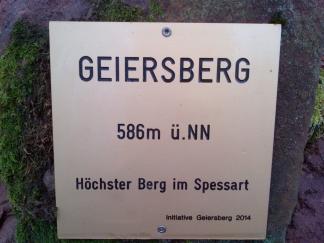 GEIERSBERG
586m ü.NN
Höchster Berg im Spessart
Initiative Geiersberg 2014